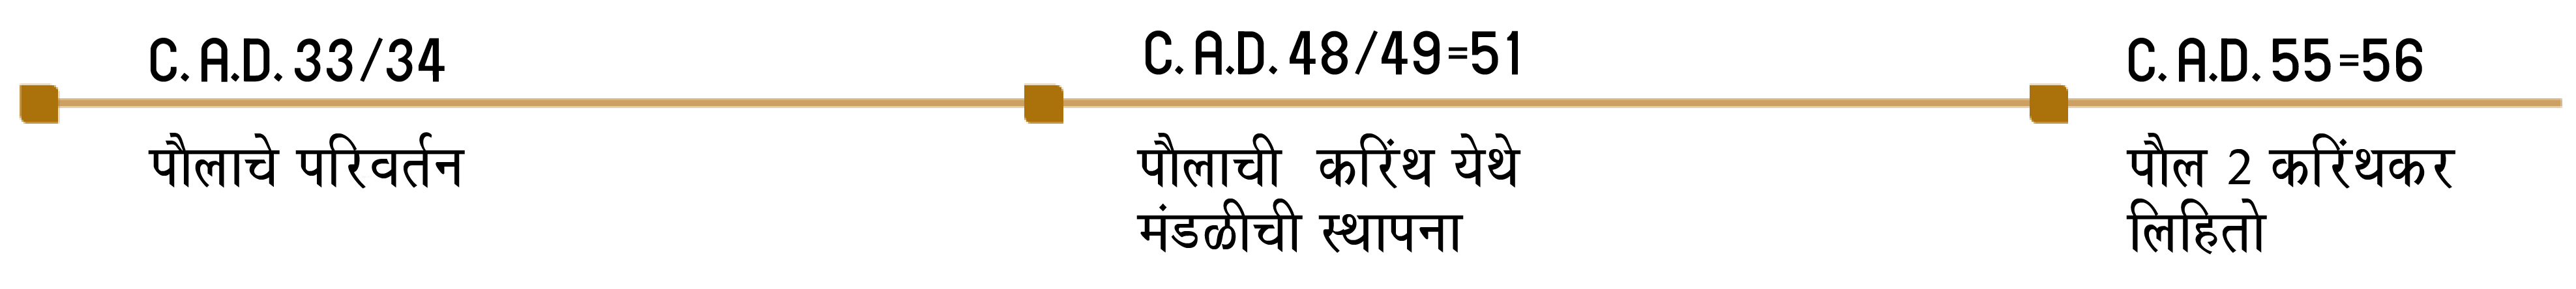 C. A.D. 33/34
पौलाचे परिवर्तन
C. A.D. 48/49=51
पौलाची करिंथ येथे
मंडळीची स्थापना
C. A.D. 55=56
पौल 2 करिंथकर
लिहितो